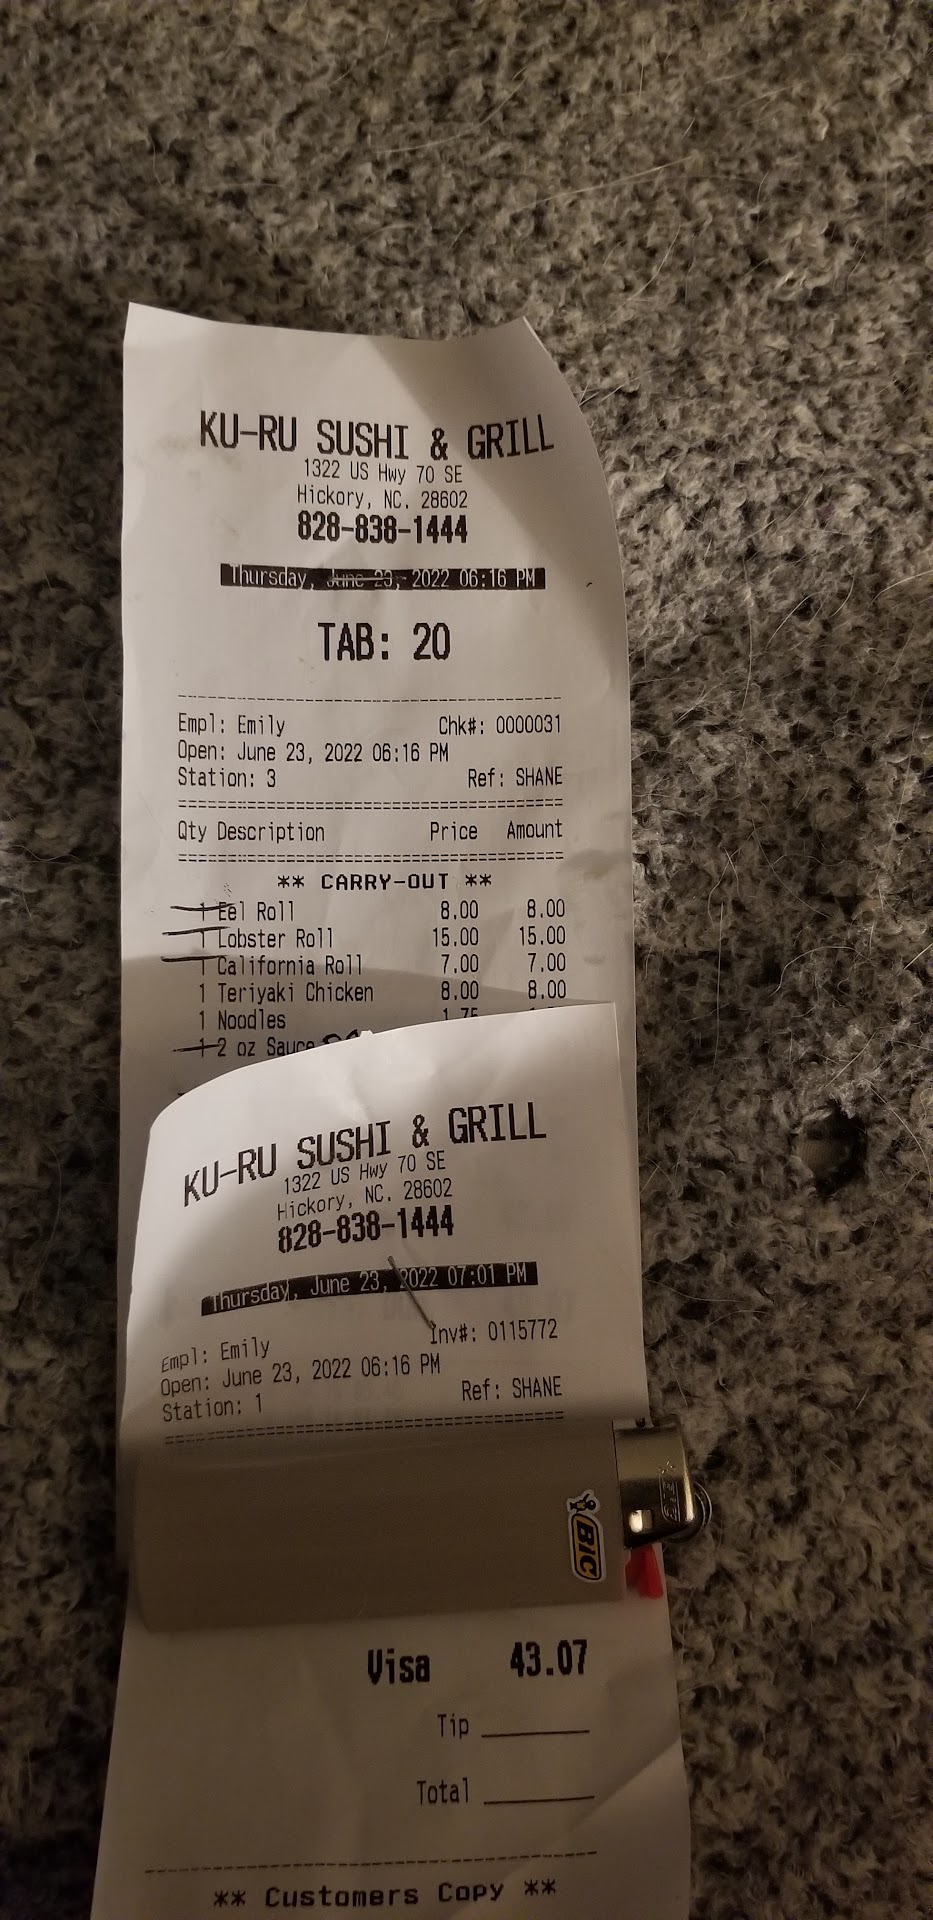 KU-RU SUSHI & GRILL
1322 US Hwy 70 SE
Hickory, NC. 28602
828-838-1444
Thursday, June 23, 2022 06:16 PM
TAB: 20
Empl: Emily Chk#: 0000031
Open: June 23, 2022 06:16 PM
Station: 3 Ref: SHANE
Qty Description Price Amount
** CARRY-OUT **
1 Eel Roll 8.00 8.00
1 Lobster Roll 15.00 15.00
1 California Roll 7.00 7.00
1 Teriyaki Chicken 8.00 8.00
1 Noodles 1.75
1 2 oz Sauce
KU-RU SUSHI & GRILL
1322 US Hwy 70 SE
Hickory, NC. 28602
828-838-1444
Thursday, June 23, 2022 07:01 PM
Inv#: 0115772
Empl: Emily
Open: June 23, 2022 06:16 PM
Station: 1 Ref: SHANE
BIC
Visa 43.07
Tip
Total
** Customers Copy **